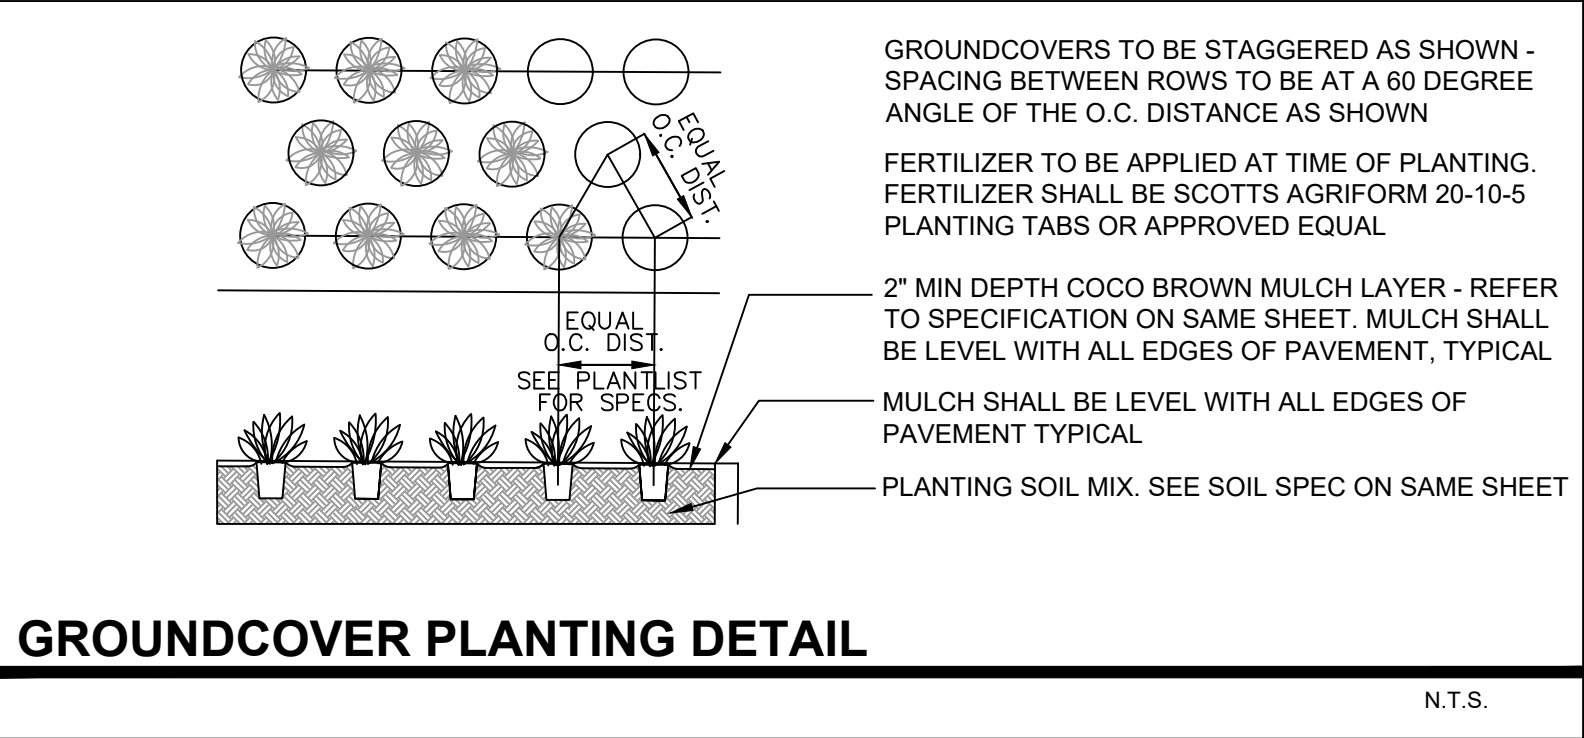 GROUNDCOVERS TO BE STAGGERED AS SHOWN -
SPACING BETWEEN ROWS TO BE AT A 60 DEGREE
ANGLE OF THE O.C. DISTANCE AS SHOWN
EQUAL
O.C. DIST.
FERTILIZER TO BE APPLIED AT TIME OF PLANTING.
FERTILIZER SHALL BE SCOTTS AGRIFORM 20-10-5
PLANTING TABS OR APPROVED EQUAL
2" MIN DEPTH COCO BROWN MULCH LAYER - REFER
TO SPECIFICATION ON SAME SHEET. MULCH SHALL
BE LEVEL WITH ALL EDGES OF PAVEMENT, TYPICAL
EQUAL
O.C. DIST.
SEE PLANTLIST
FOR SPECS.
MULCH SHALL BE LEVEL WITH ALL EDGES OF
PAVEMENT TYPICAL
PLANTING SOIL MIX. SEE SOIL SPEC ON SAME SHEET
GROUNDCOVER PLANTING DETAIL
N.T.S.